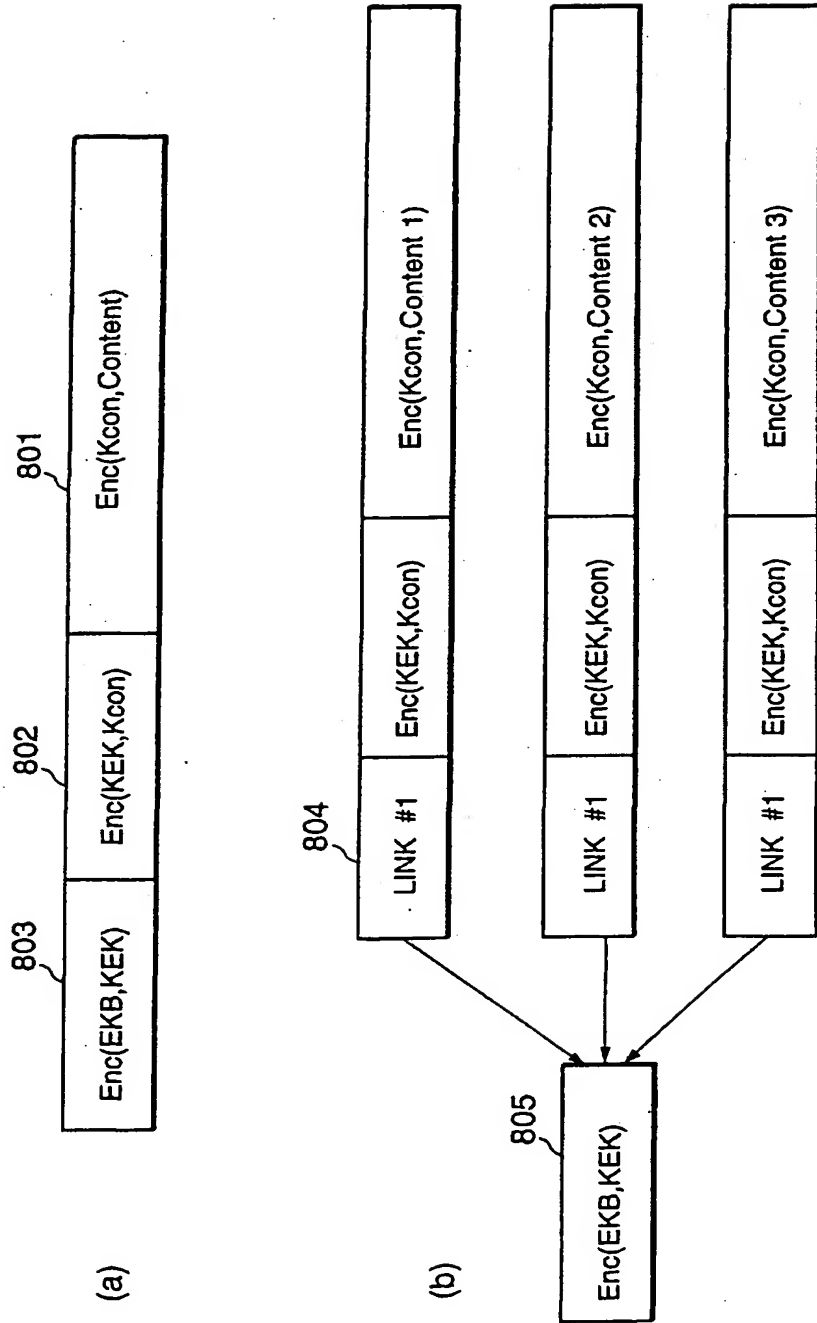 (a)
803
802
801
Enc(EKB,KEK)
Enc(KEK,Kcon)
Enc(Kcon,Content)
(b)
804
LINK #1
Enc(KEK,Kcon)
Enc(Kcon,Content 1)
805
Enc(EKB,KEK)
LINK #1
Enc(KEK,Kcon)
Enc(Kcon,Content 2)
LINK #1
Enc(KEK,Kcon)
Enc(Kcon,Content 3)